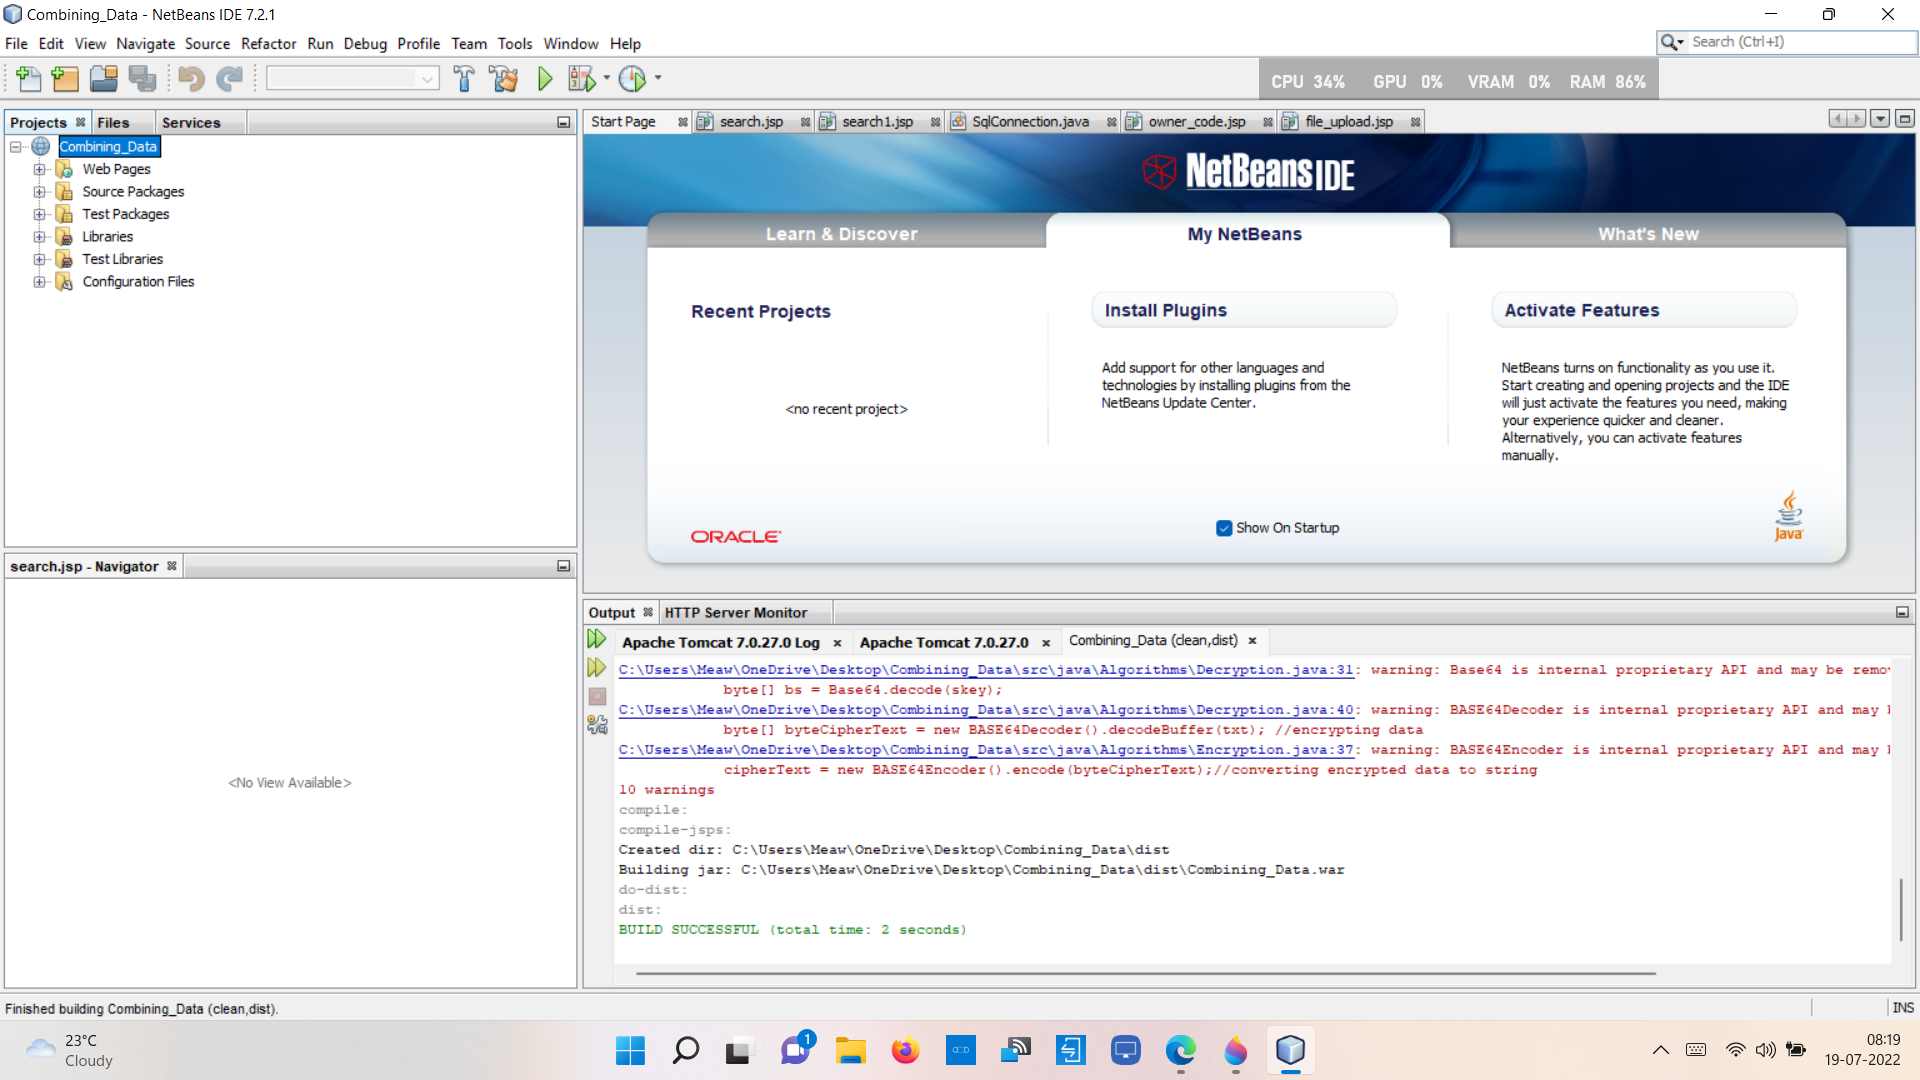 Combining_Data - NetBeans IDE 7.2.1
File Edit View Navigate Source Refactor Run Debug Profile Team Tools Window Help
Search (Ctrl+I)
CPU 34% GPU 0% VRAM 0% RAM 86%
Projects Files Services
Combining_Data
Web Pages
Source Packages
Test Packages
Libraries
Test Libraries
Configuration Files
search.jsp - Navigator
<No View Available>
Start Page search.jsp search1.jsp SqlConnection.java owner_code.jsp file_upload.jsp
NetBeans IDE
Learn & Discover My NetBeans What's New
Recent Projects
<no recent project>
Install Plugins
Add support for other languages and
technologies by installing plugins from the
NetBeans Update Center.
Activate Features
NetBeans turns on functionality as you use it.
Start creating and opening projects and the IDE
will just activate the features you need, making
your experience quicker and cleaner.
Alternatively, you can activate features
manually.
ORACLE
Show On Startup
Java
Output HTTP Server Monitor
Apache Tomcat 7.0.27.0 Log Apache Tomcat 7.0.27.0 Combining_Data (clean,dist)
C:\Users\Meaw\OneDrive\Desktop\Combining_Data\src\java\Algorithms\Decryption.java:31: warning: Base64 is internal proprietary API and may be remo
byte[] bs = Base64.decode(skey);
C:\Users\Meaw\OneDrive\Desktop\Combining_Data\src\java\Algorithms\Decryption.java:40: warning: BASE64Decoder is internal proprietary API and may
byte[] byteCipherText = new BASE64Decoder().decodeBuffer(txt); //encrypting data
C:\Users\Meaw\OneDrive\Desktop\Combining_Data\src\java\Algorithms\Encryption.java:37: warning: BASE64Encoder is internal proprietary API and may
cipherText = new BASE64Encoder().encode(byteCipherText);//converting encrypted data to string
10 warnings
compile:
compile-jsps:
Created dir: C:\Users\Meaw\OneDrive\Desktop\Combining_Data\dist
Building jar: C:\Users\Meaw\OneDrive\Desktop\Combining_Data\dist\Combining_Data.war
do-dist:
dist:
BUILD SUCCESSFUL (total time: 2 seconds)
Finished building Combining_Data (clean,dist).
INS
23°C
Cloudy
1
08:19
19-07-2022